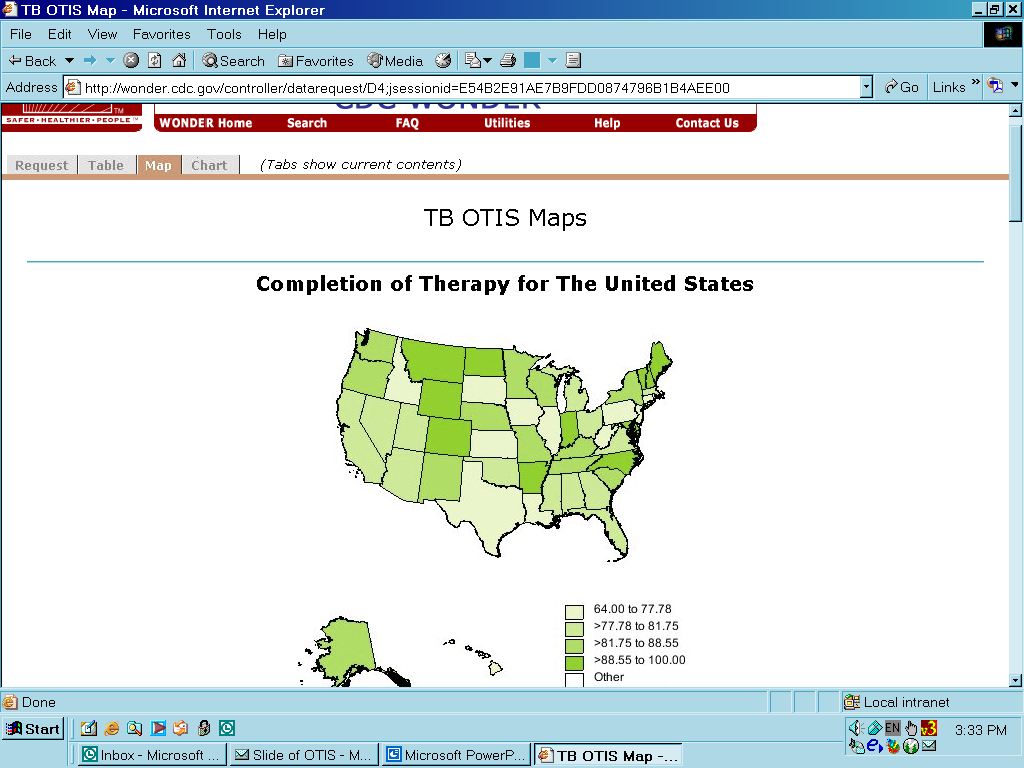 TB OTIS Map - Microsoft Internet Explorer
File Edit View Favorites Tools Help
Back Search Favorites Media
Address http://wonder.cdc.gov/controller/datarequest/D4;jsessionid=E54B2E91AE7B9FDD0874796B1B4AEE00 Go Links »
CDC WONDER
SAFER·HEALTHIER·PEOPLE™
WONDER Home Search FAQ Utilities Help Contact Us
Request Table Map Chart (Tabs show current contents)
TB OTIS Maps
Completion of Therapy for The United States
64.00 to 77.78
>77.78 to 81.75
>81.75 to 88.55
>88.55 to 100.00
Other
Done Local intranet
Start EN 3:33 PM
Inbox - Microsoft ... Slide of OTIS - M... Microsoft PowerP... TB OTIS Map -...